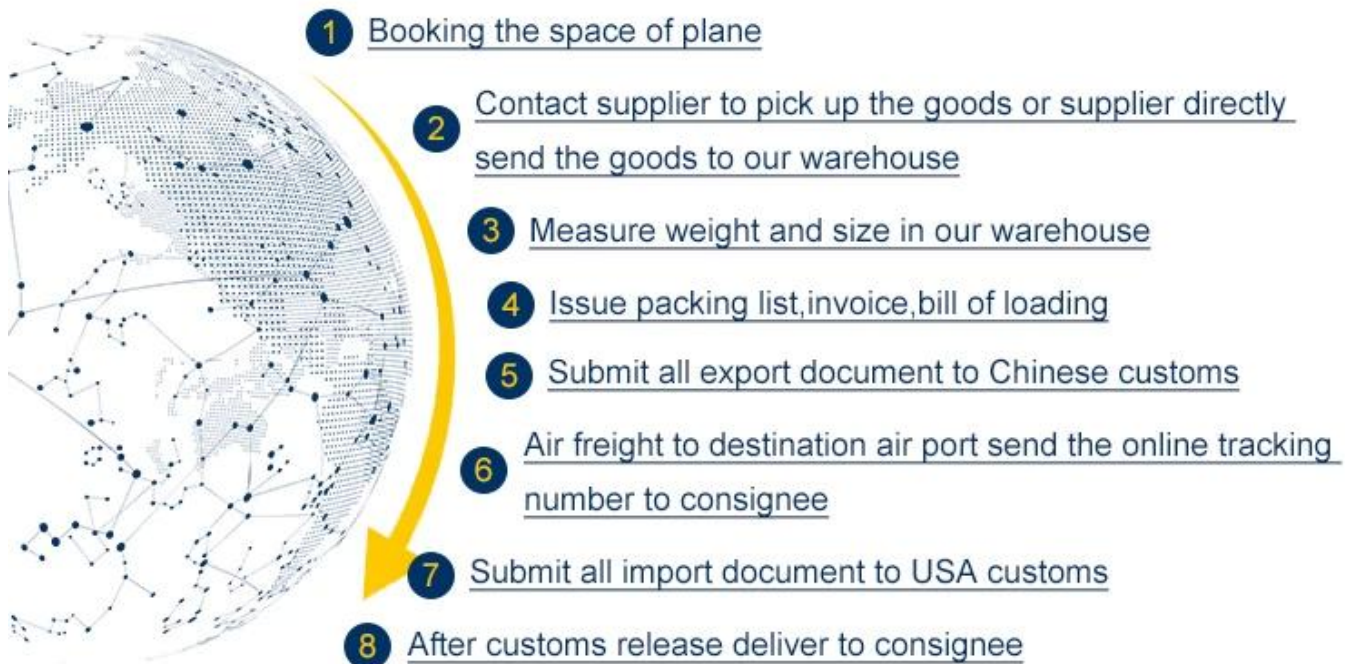 1 Booking the space of plane
2 Contact supplier to pick up the goods or supplier directly
send the goods to our warehouse
3 Measure weight and size in our warehouse
4 Issue packing list,invoice,bill of loading
5 Submit all export document to Chinese customs
6 Air freight to destination air port send the online tracking
number to consignee
7 Submit all import document to USA customs
8 After customs release deliver to consignee